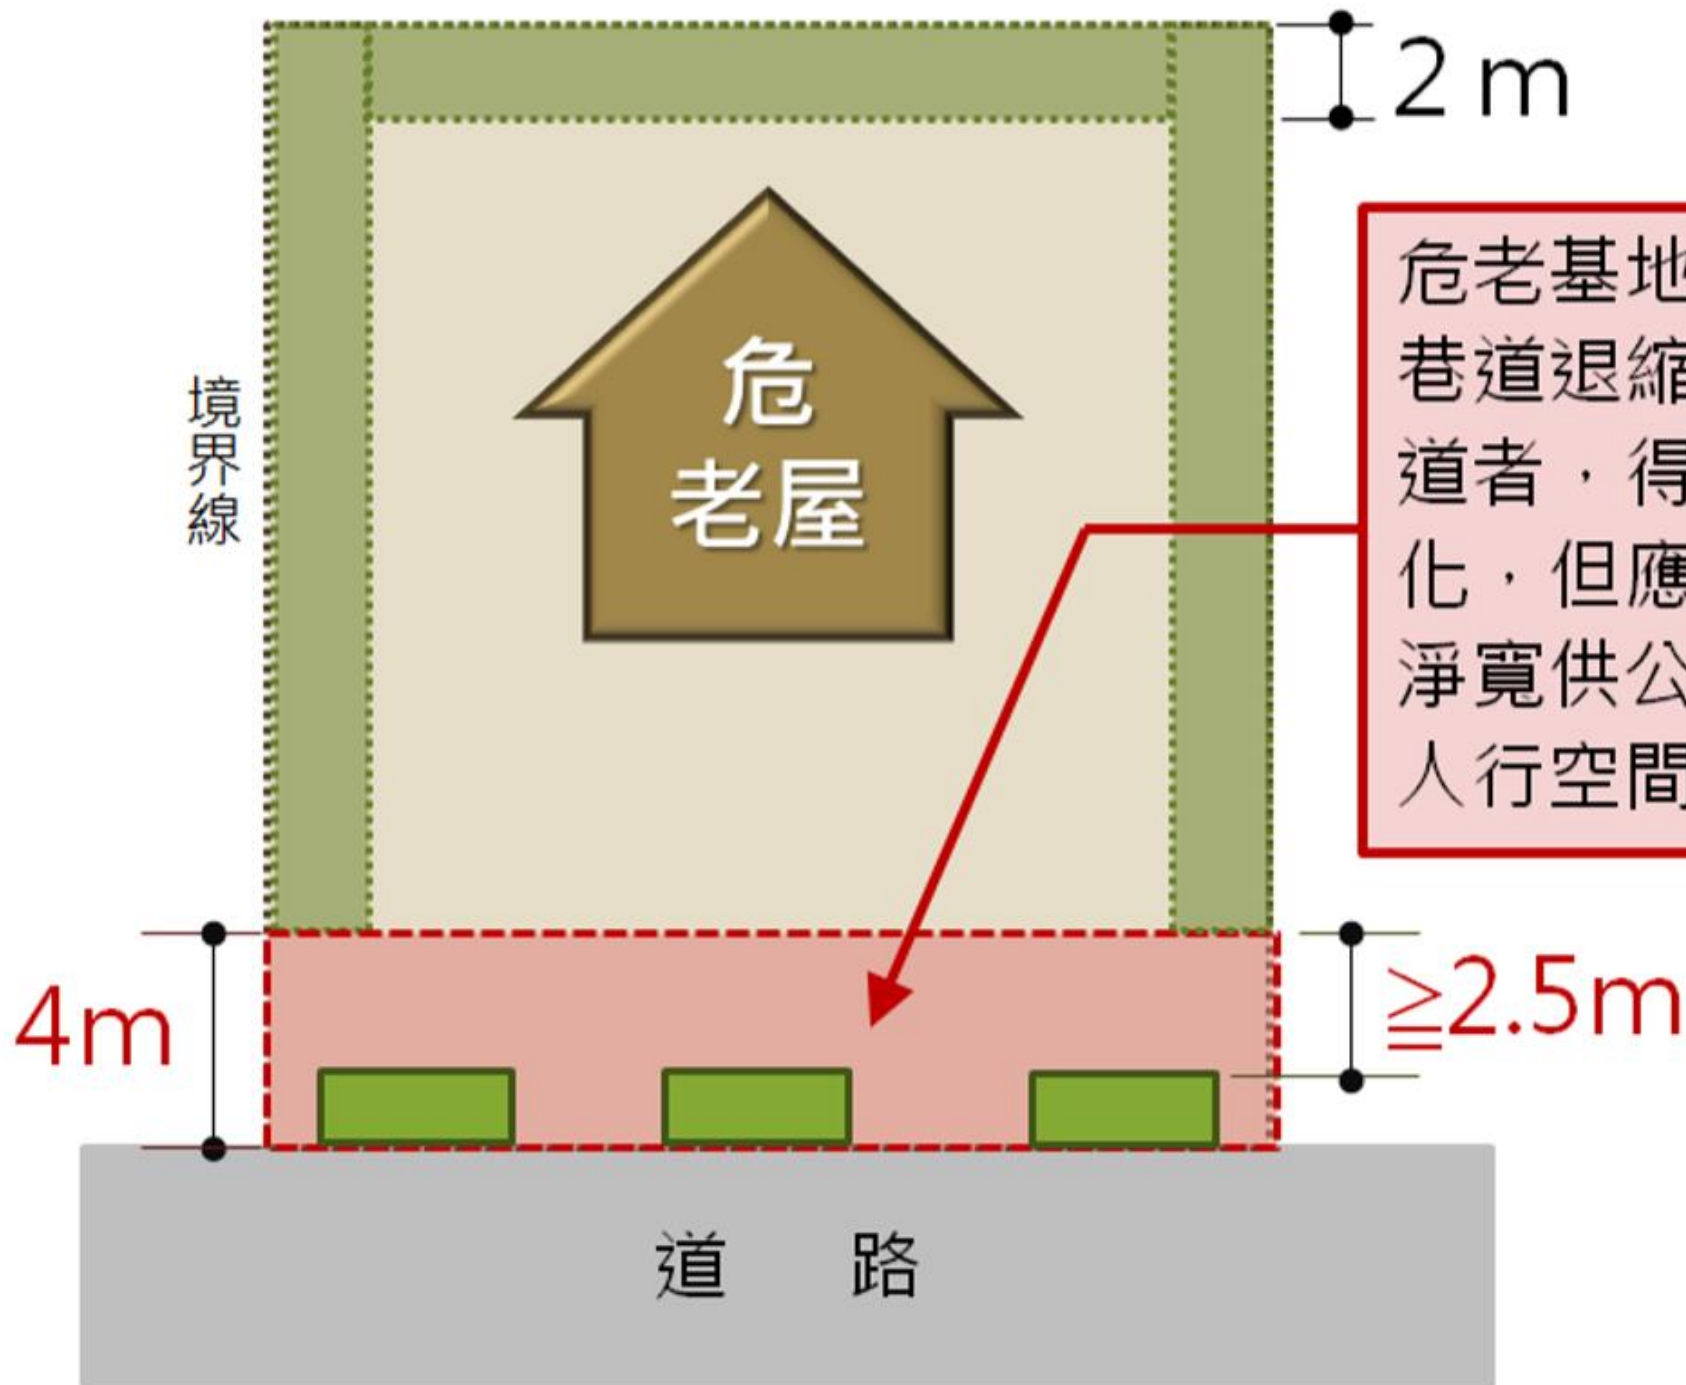 2 m
危老基地
巷道退縮
道者，得
化，但應
淨寬供公
人行空間
境界線
危
老屋
4m
≧2.5m
道 路